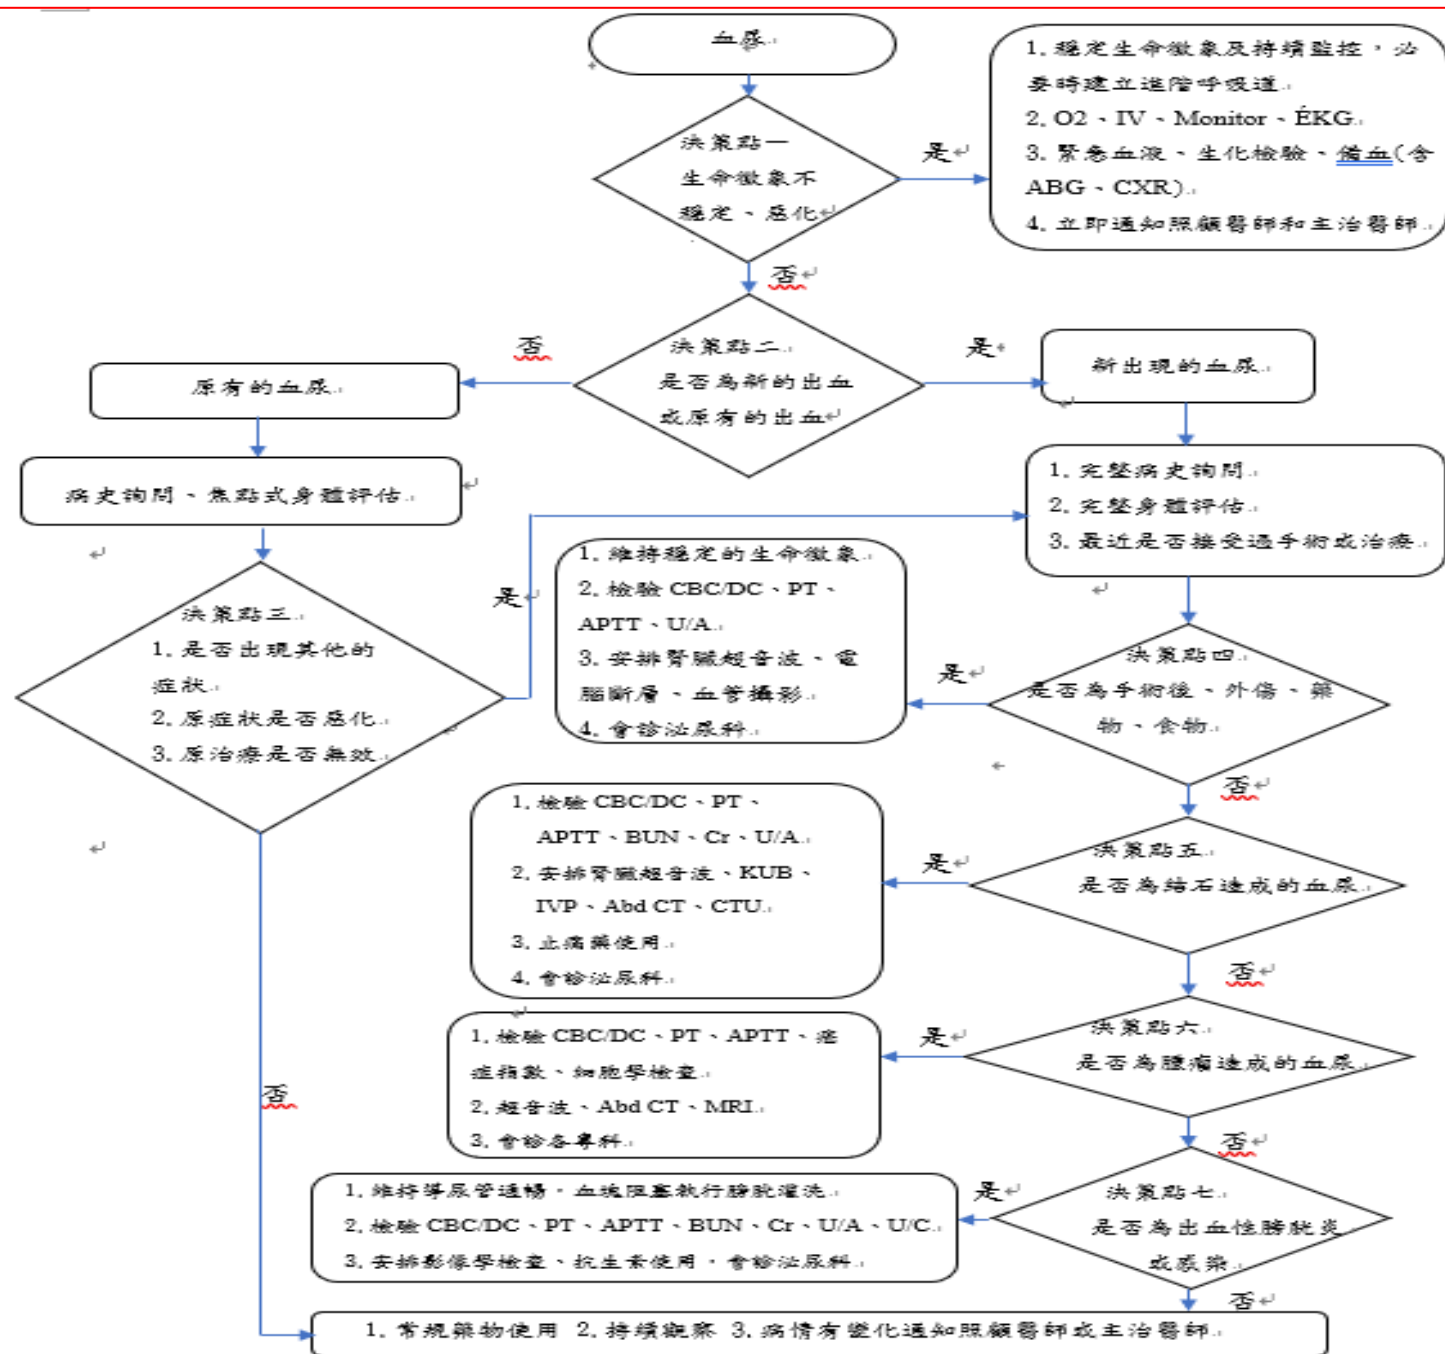 血尿
決策點一
生命徵象不
穩定、惡化
是
1. 穩定生命徵象及持續監控，必
要時建立進階呼吸道
2. O2、IV、Monitor、ÉKG
3. 緊急血液、生化檢驗、備血(含
ABG、CXR)
4. 立即通知照顧醫師和主治醫師
否
決策點二
是否為新的出血
或原有的出血
否
原有的血尿
是
新出現的血尿
病史詢問、焦點式身體評估
1. 完整病史詢問
2. 完整身體評估
3. 最近是否接受過手術或治療
決策點三
1. 是否出現其他的
症狀
2. 原症狀是否惡化
3. 原治療是否無效
是
否
決策點四
是否為手術後、外傷、藥
物、食物
是
1. 維持穩定的生命徵象
2. 檢驗 CBC/DC、PT、
APTT、U/A
3. 安排腎臟超音波、電
腦斷層、血管攝影
4. 會診泌尿科
否
決策點五
是否為結石造成的血尿
是
1. 檢驗 CBC/DC、PT、
APTT、BUN、Cr、U/A
2. 安排腎臟超音波、KUB、
IVP、Abd CT、CTU
3. 止痛藥使用
4. 會診泌尿科
否
決策點六
是否為腫瘤造成的血尿
是
1. 檢驗 CBC/DC、PT、APTT、癌
症指數、細胞學檢查
2. 超音波、Abd CT、MRI
3. 會診各專科
否
決策點七
是否為出血性膀胱炎
或感染
是
1. 維持導尿管通暢，血塊阻塞執行膀胱灌洗
2. 檢驗 CBC/DC、PT、APTT、BUN、Cr、U/A、U/C
3. 安排影像學檢查、抗生素使用，會診泌尿科
否
1. 常規藥物使用 2. 持續觀察 3. 病情有變化通知照顧醫師或主治醫師